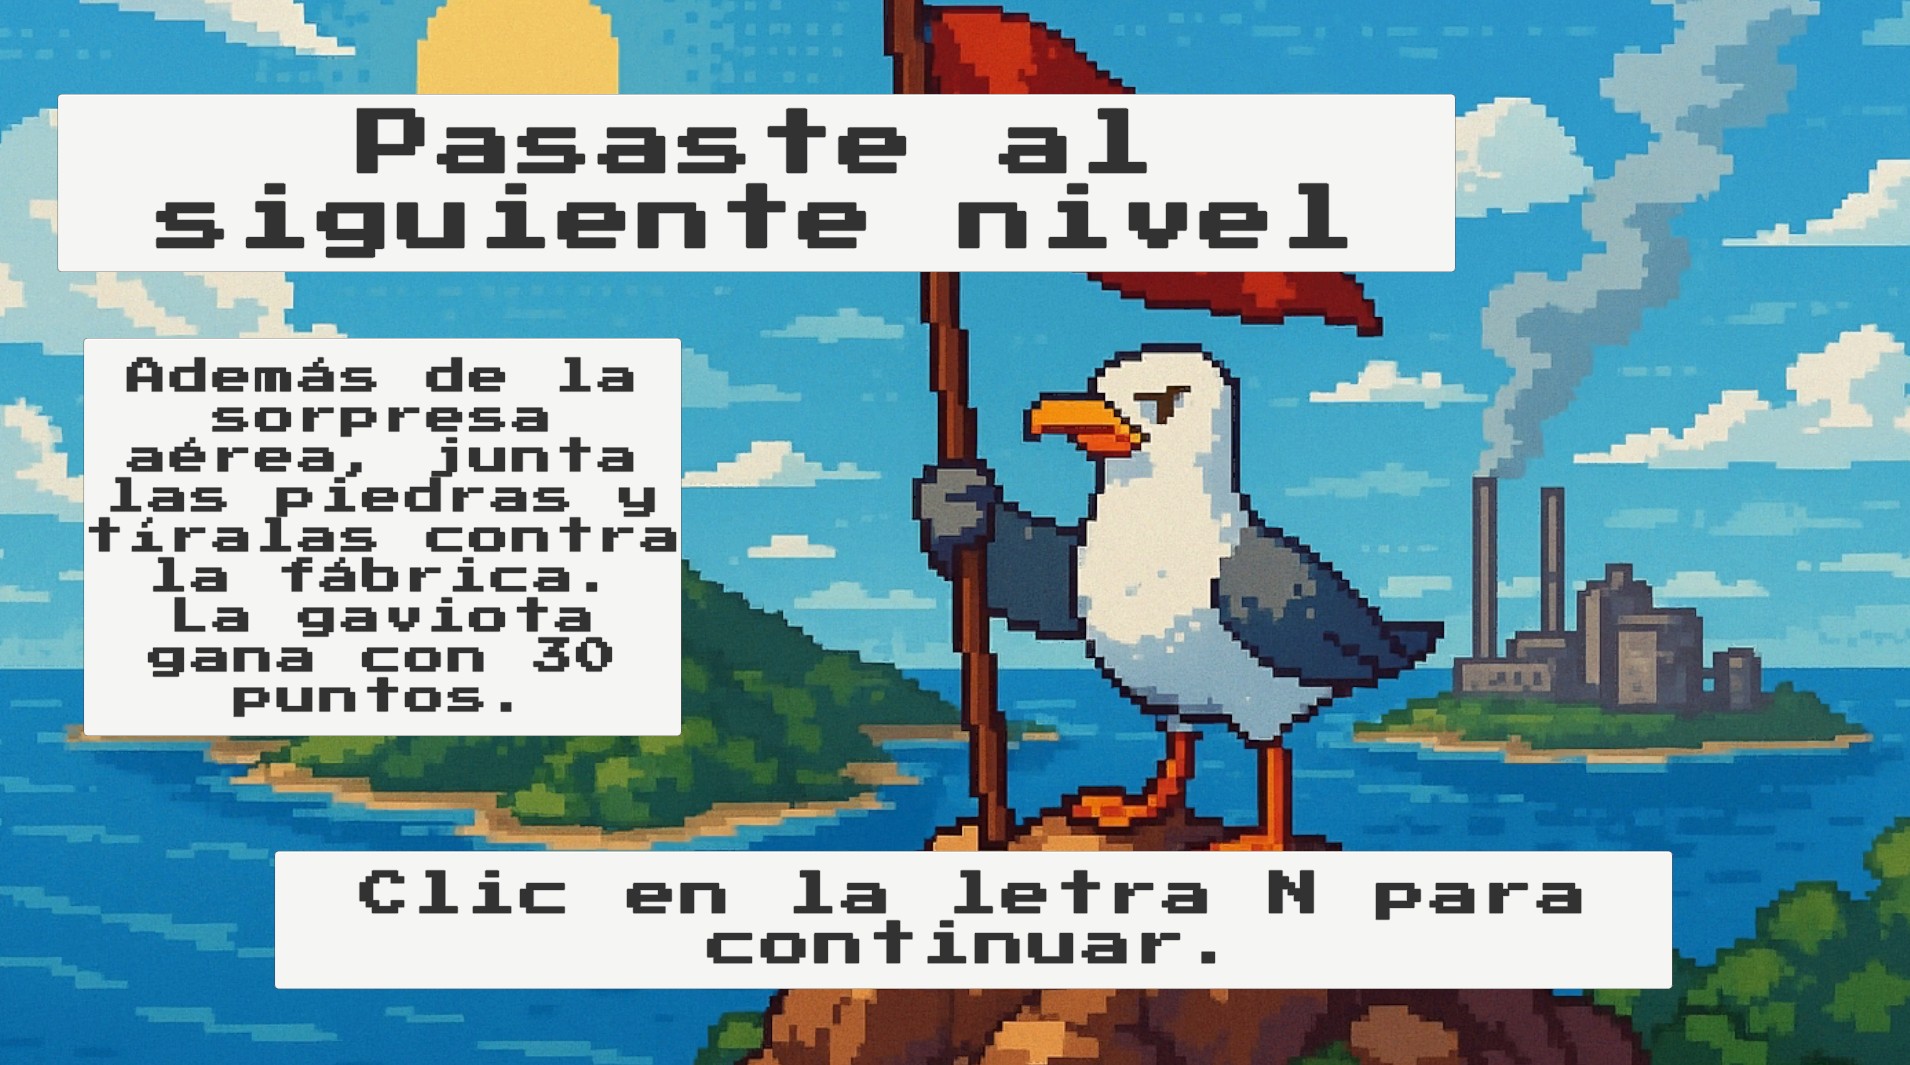 Pasaste al
siguiente nivel
Además de la
sorpresa
aérea, junta
las piedras y
tíralas contra
la fábrica.
La gaviota
gana con 30
puntos.
Clic en la letra N para
continuar.